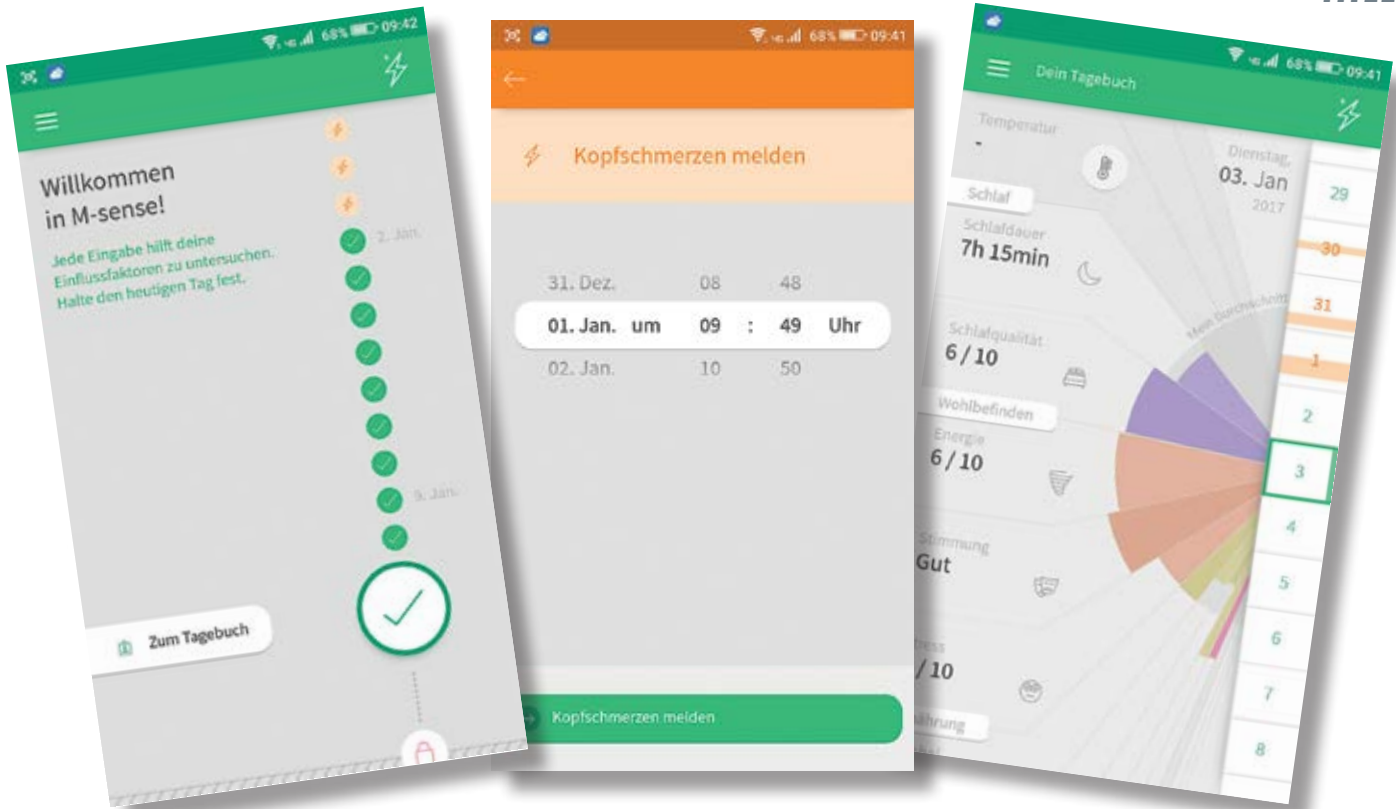 68% 09:42
Willkommen
in M-sense!
Jede Eingabe hilft deine
Einflussfaktoren zu untersuchen.
Halte den heutigen Tag fest.
2. Jan.
9. Jan.
Zum Tagebuch
68% 09:41
Kopfschmerzen melden
31. Dez. 08 48
01. Jan. um 09 : 49 Uhr
02. Jan. 10 50
Kopfschmerzen melden
68% 09:41
Dein Tagebuch
Temperatur
-
Dienstag,
03. Jan
2017
Schlaf
Schlafdauer
7h 15min
Mein Durchschnitt
Schlafqualität
6 / 10
Wohlbefinden
Energie
6 / 10
Stimmung
Gut
/ 10
29
30
31
1
2
3
4
5
6
7
8